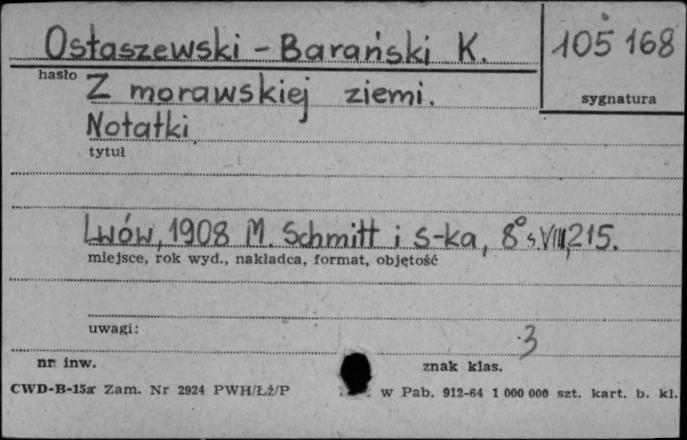 Ostaszewski - Barański K.
105 168
hasło
sygnatura
Z morawskiej ziemi.
Notatki
tytuł
Lwów, 1908 M. Schmitt i S-ka, 8° s. VIII, 215.
miejsce, rok wyd., nakładca, format, objętość
uwagi:
3
nr. inw.
znak klas.
CWD-B-15a Zam. Nr 2924 PWH/Łź/P
w Pab. 912-64 1 000 000 szt. kart. b. kl.